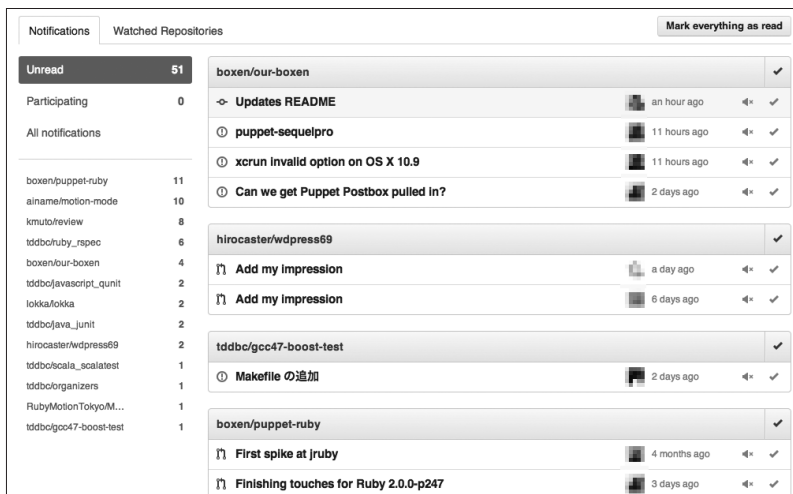 Notifications
Watched Repositories
Mark everything as read
Unread 51
Participating 0
All notifications
boxen/puppet-ruby 11
ainame/motion-mode 10
kmuto/review 8
tddbc/ruby_rspec 6
boxen/our-boxen 4
tddbc/javascript_qunit 2
lokka/lokka 2
tddbc/java_junit 2
hirocaster/wdpress69 2
tddbc/scala_scalatest 1
tddbc/organizers 1
RubyMotionTokyo/M... 1
tddbc/gcc47-boost-test 1
boxen/our-boxen
Updates README an hour ago
puppet-sequelpro 11 hours ago
xcrun invalid option on OS X 10.9 11 hours ago
Can we get Puppet Postbox pulled in? 2 days ago
hirocaster/wdpress69
Add my impression a day ago
Add my impression 6 days ago
tddbc/gcc47-boost-test
Makefile の追加 2 days ago
boxen/puppet-ruby
First spike at jruby 4 months ago
Finishing touches for Ruby 2.0.0-p247 3 days ago